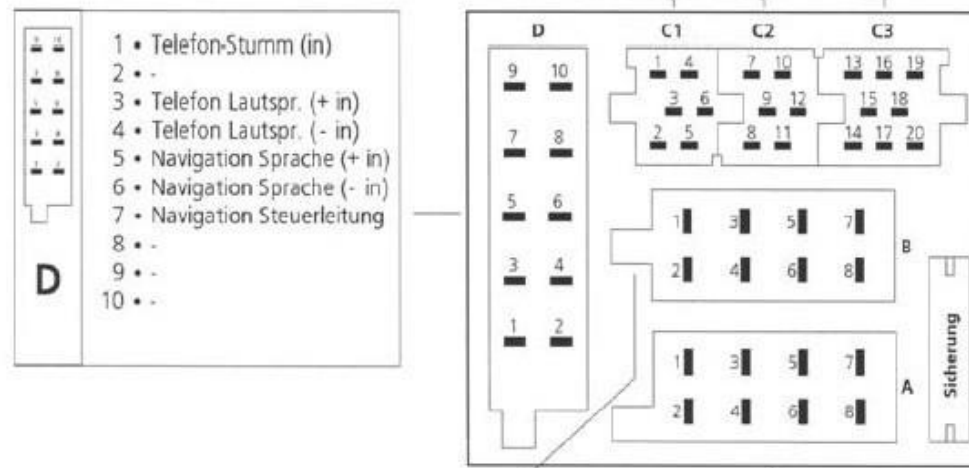 1 • Telefon-Stumm (in)
2 • -
3 • Telefon Lautspr. (+ in)
4 • Telefon Lautspr. (- in)
5 • Navigation Sprache (+ in)
6 • Navigation Sprache (- in)
7 • Navigation Steuerleitung
8 • -
9 • -
10 • -
D
D C1 C2 C3
9 10
7 8
5 6
3 4
1 2
1 4 7 10 13 16 19
3 6 9 12 15 18
2 5 8 11 14 17 20
1 3 5 7
B
2 4 6 8
1 3 5 7
A
2 4 6 8
Sicherung